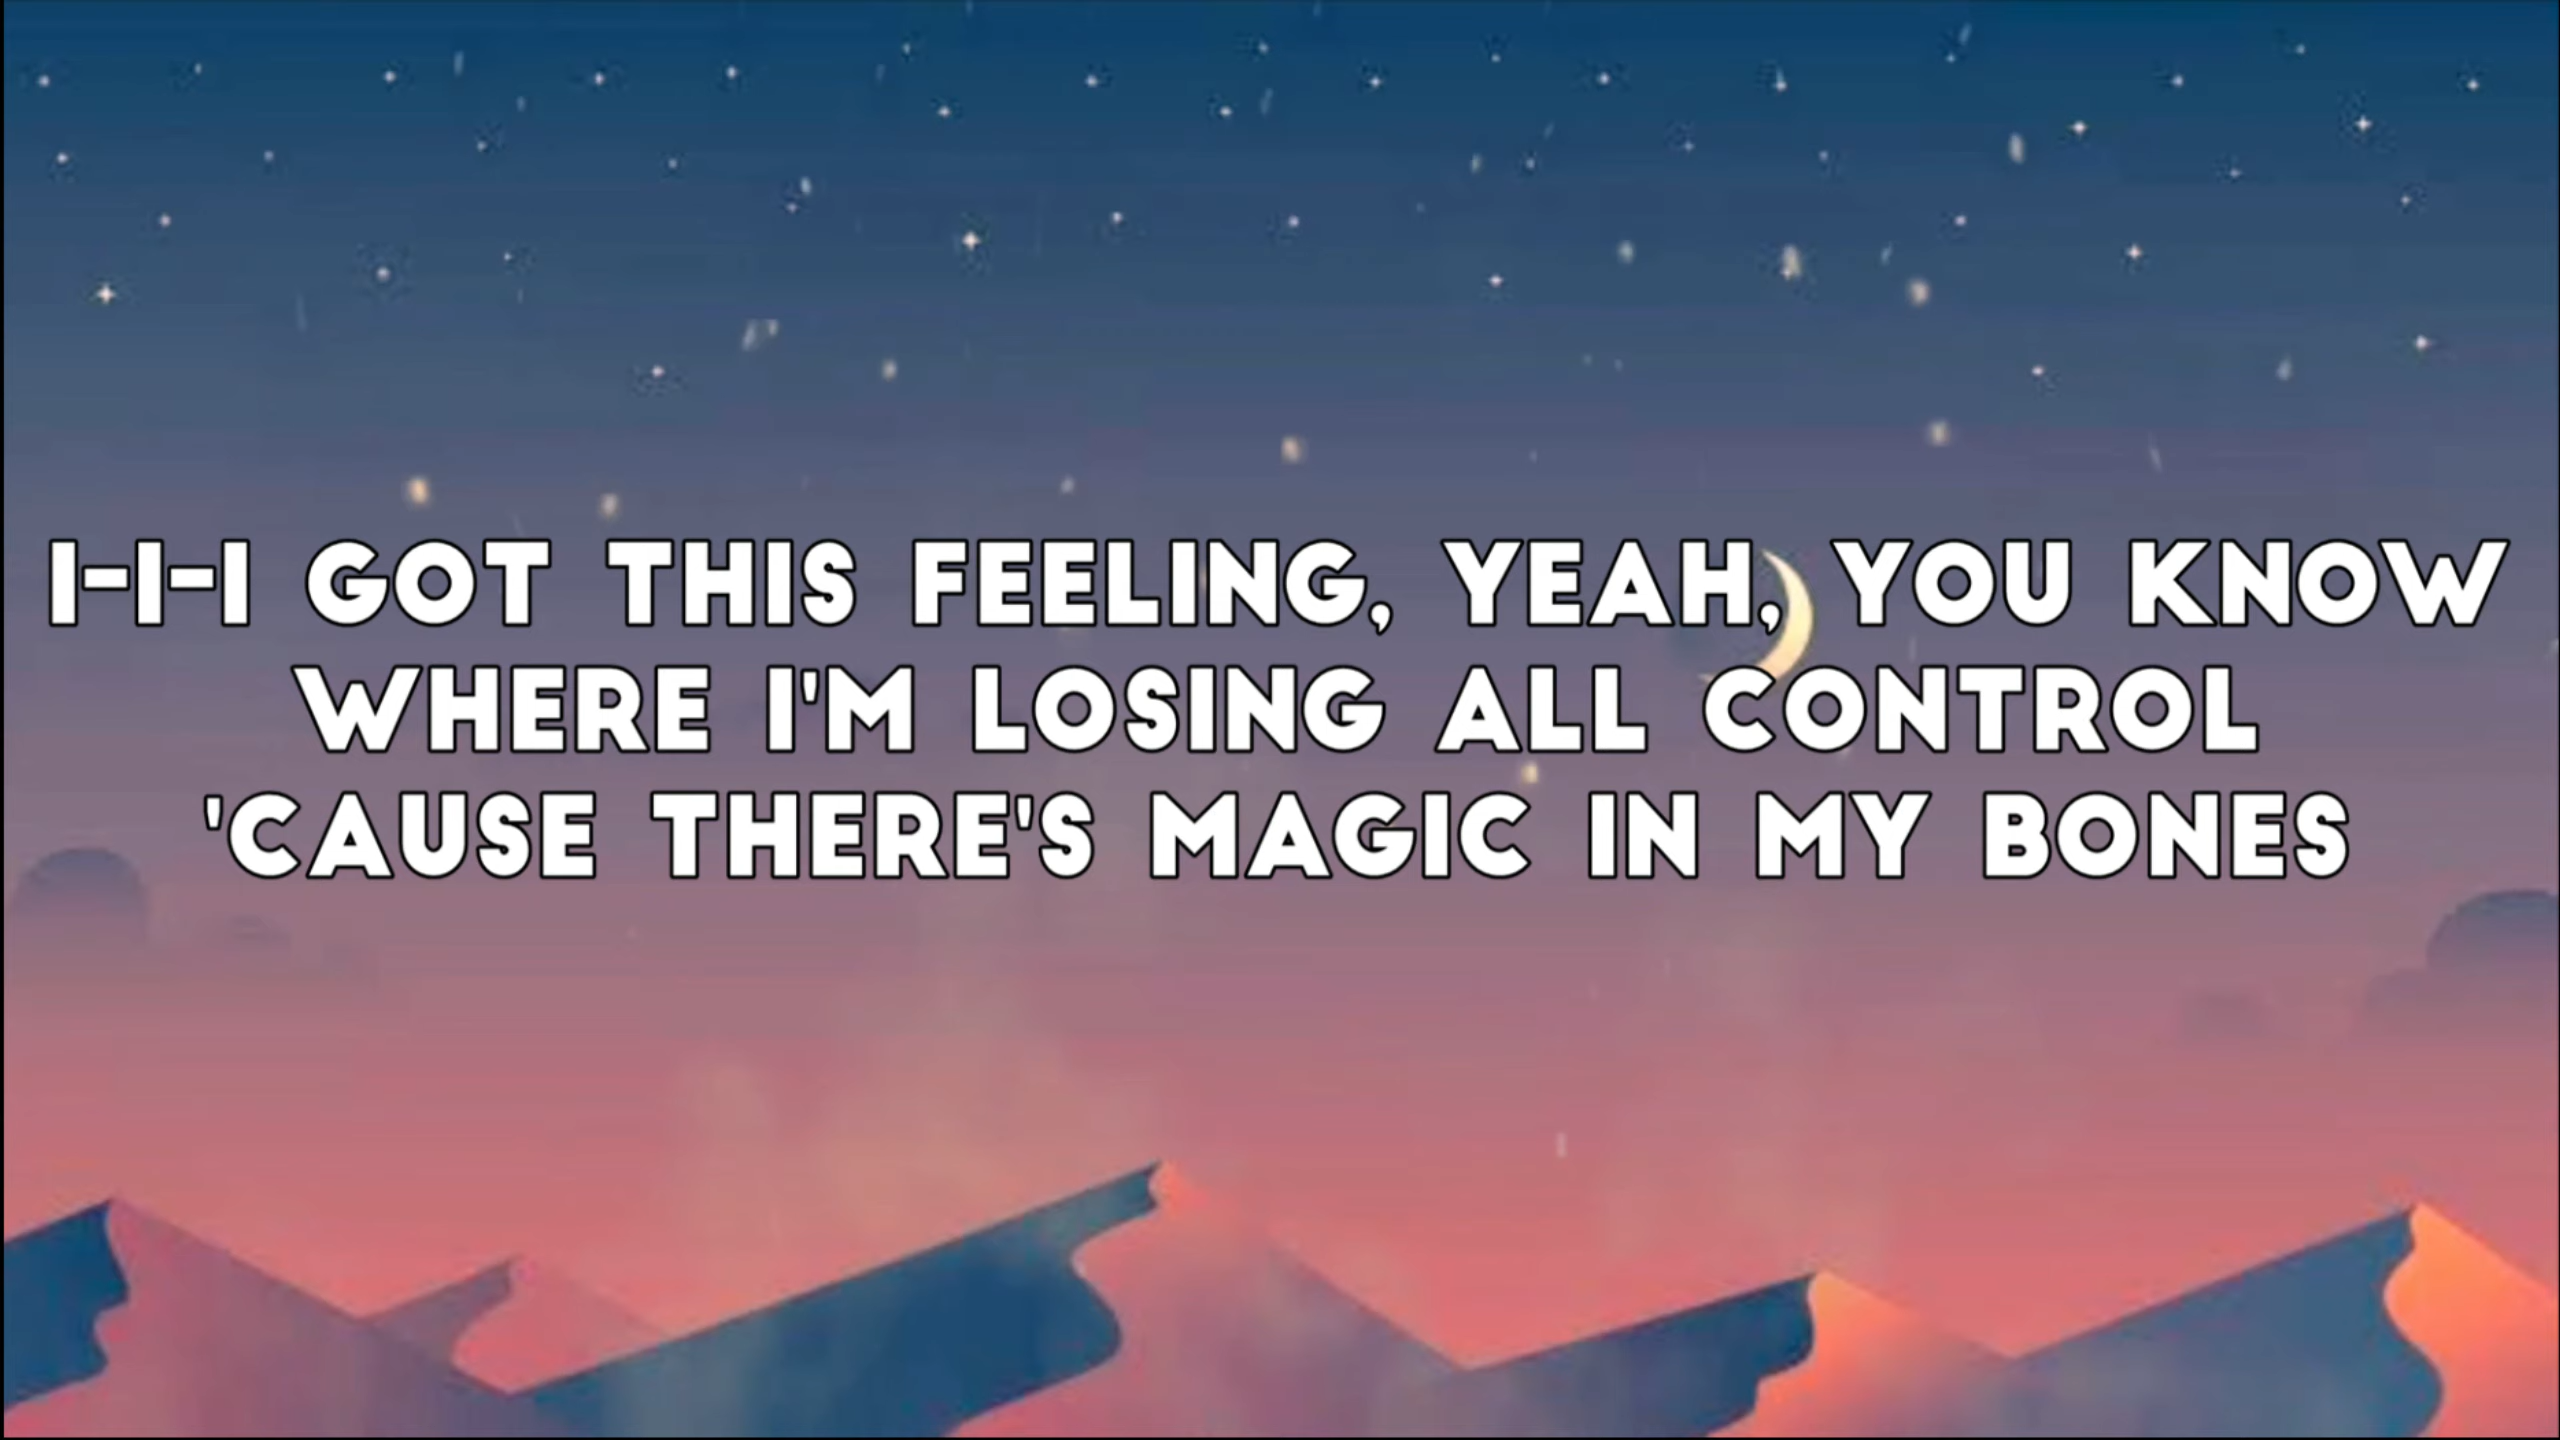 I-I-I GOT THIS FEELING, YEAH, YOU KNOW
WHERE I'M LOSING ALL CONTROL
'CAUSE THERE'S MAGIC IN MY BONES